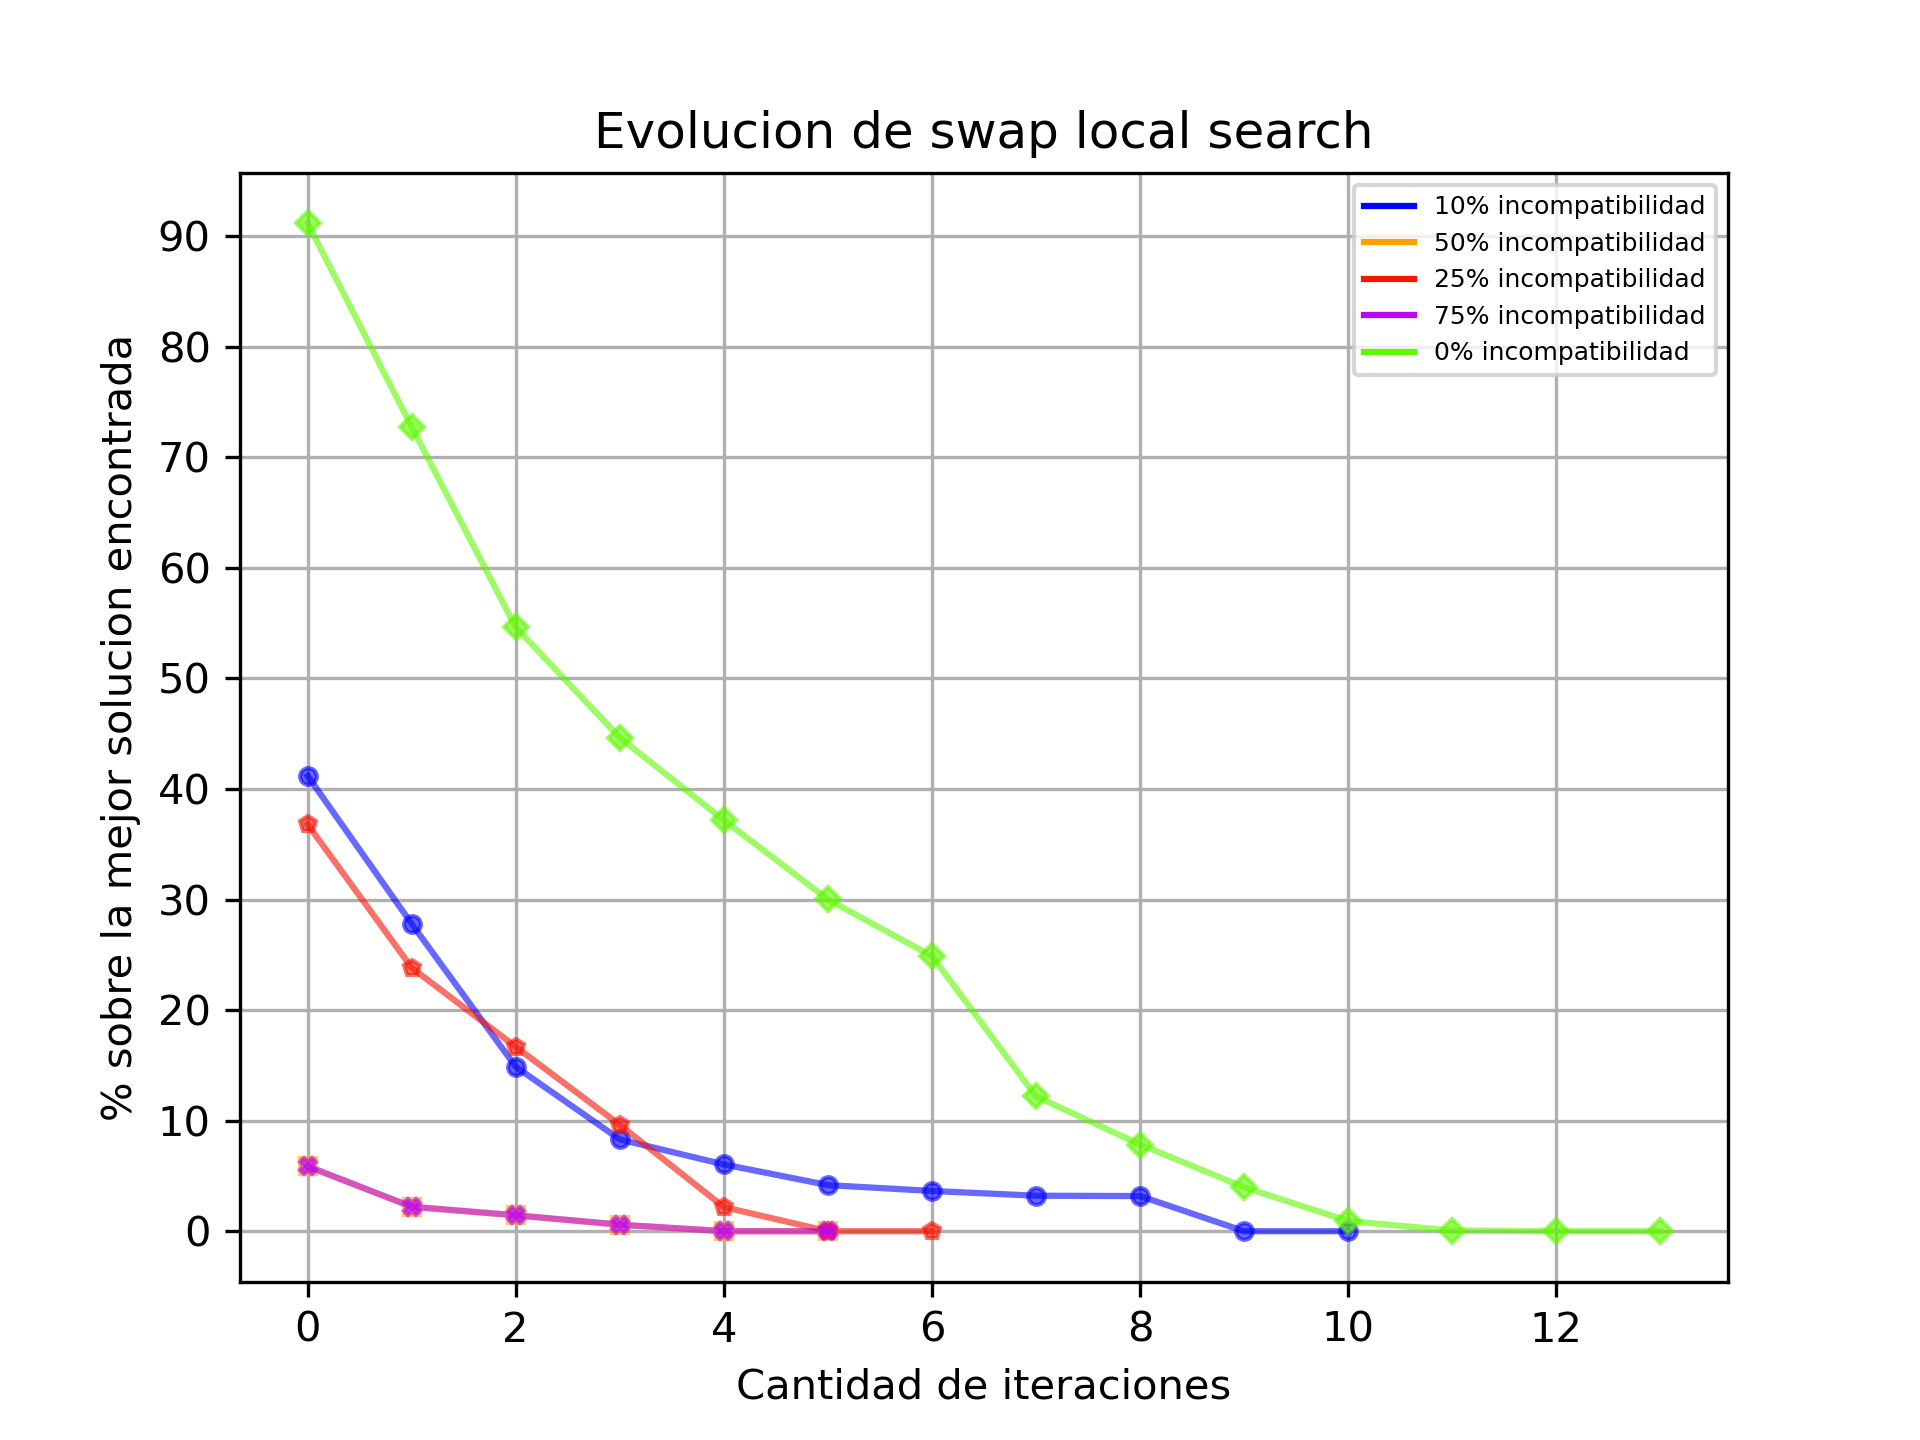 Evolucion de swap local search
10% incompatibilidad
50% incompatibilidad
25% incompatibilidad
75% incompatibilidad
0% incompatibilidad
% sobre la mejor solucion encontrada
90
80
70
60
50
40
30
20
10
0
0 2 4 6 8 10 12
Cantidad de iteraciones